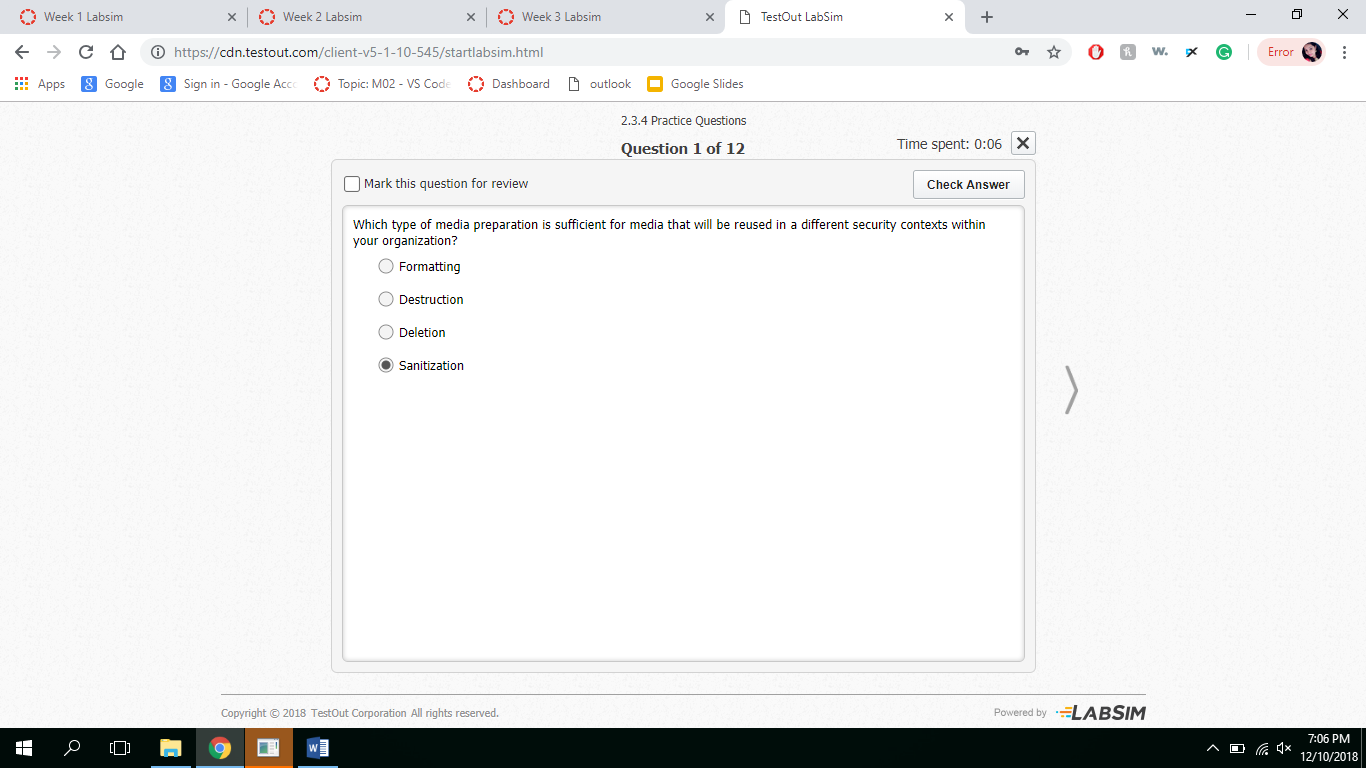 Week 1 Labsim
Week 2 Labsim
Week 3 Labsim
TestOut LabSim
https://cdn.testout.com/client-v5-1-10-545/startlabsim.html
Error
Apps
Google
Sign in - Google Acco
Topic: M02 - VS Code
Dashboard
outlook
Google Slides
2.3.4 Practice Questions
Question 1 of 12
Time spent: 0:06
Mark this question for review
Check Answer
Which type of media preparation is sufficient for media that will be reused in a different security contexts within
your organization?
Formatting
Destruction
Deletion
Sanitization
Copyright © 2018 TestOut Corporation All rights reserved.
Powered by LABSIM
7:06 PM
12/10/2018